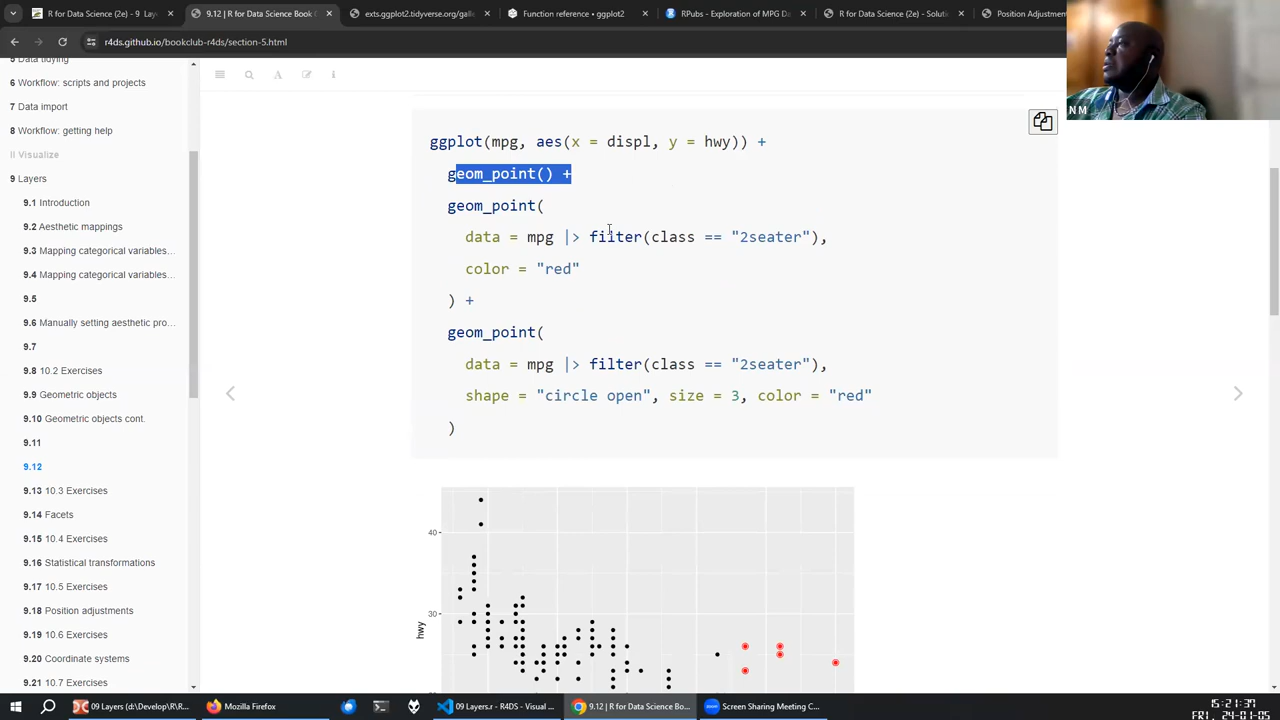 R for Data Science (2e) - 9 Lay
9.12 | R for Data Science Book C
exts.ggplot2.tidyverse.org/gall
Function reference • ggplot2
RPubs - Exploration of MPG Da
R for Data Science (2e) - Soluti
Position Adjustmen
r4ds.github.io/bookclub-r4ds/section-5.html
NM
5 Data tidying
6 Workflow: scripts and projects
7 Data import
8 Workflow: getting help
II Visualize
9 Layers
9.1 Introduction
9.2 Aesthetic mappings
9.3 Mapping categorical variables...
9.4 Mapping categorical variables...
9.5
9.6 Manually setting aesthetic pro...
9.7
9.8 10.2 Exercises
9.9 Geometric objects
9.10 Geometric objects cont.
9.11
9.12
9.13 10.3 Exercises
9.14 Facets
9.15 10.4 Exercises
9.16 Statistical transformations
9.17 10.5 Exercises
9.18 Position adjustments
9.19 10.6 Exercises
9.20 Coordinate systems
9.21 10.7 Exercises
ggplot(mpg, aes(x = displ, y = hwy)) +
geom_point() +
geom_point(
data = mpg |> filter(class == "2seater"),
color = "red"
) +
geom_point(
data = mpg |> filter(class == "2seater"),
shape = "circle open", size = 3, color = "red"
)
40
30
hwy
09 Layers (d:\Develop\R\R...
Mozilla Firefox
09 Layers.r - R4DS - Visual ...
9.12 | R for Data Science Bo...
Screen Sharing Meeting C...
15:21:37
FRI, 24-01-05